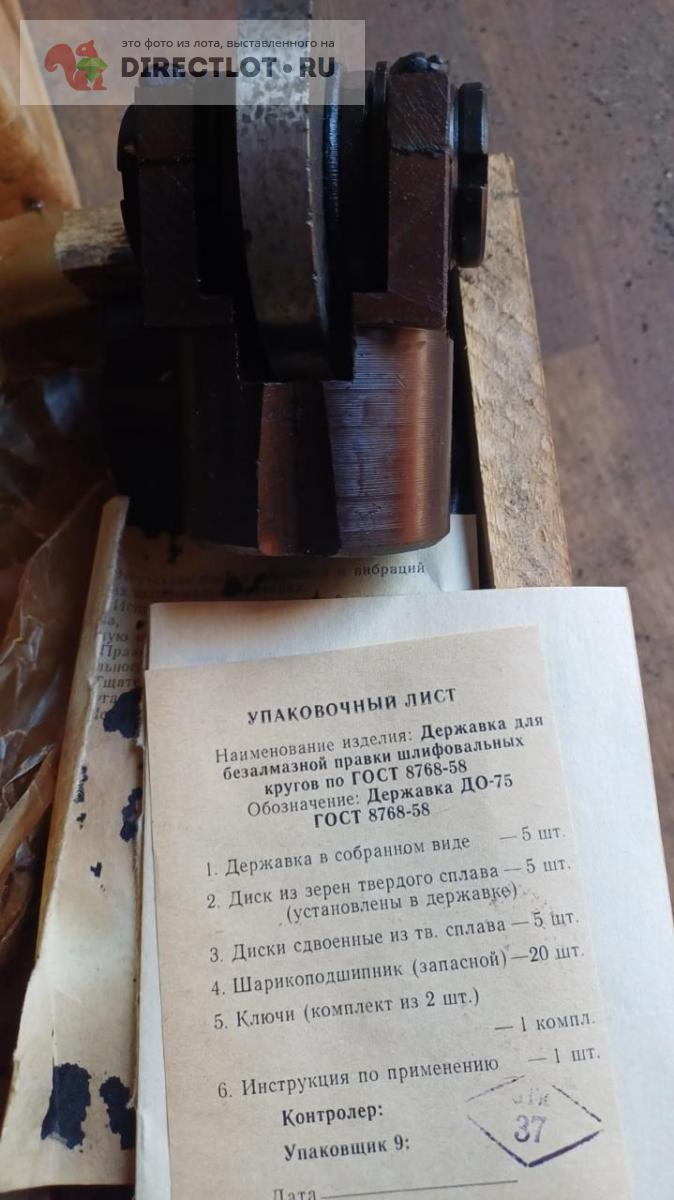 это фото из лота, выставленного на
DIRECTLOT.RU
вибраций
УПАКОВОЧНЫЙ ЛИСТ
Наименование изделия: Державка для
безалмазной правки шлифовальных
кругов по ГОСТ 8768-58
Обозначение: Державка ДО-75
ГОСТ 8768-58
1. Державка в собранном виде — 5 шт.
2. Диск из зерен твердого сплава — 5 шт.
(установлены в державке)
3. Диски сдвоенные из тв. сплава — 5 шт.
4. Шарикоподшипник (запасной) — 20 шт.
5. Ключи (комплект из 2 шт.)
— 1 компл.
6. Инструкция по применению — 1 шт.
Контролер:
Упаковщик 9:
Дата
ОТК
37